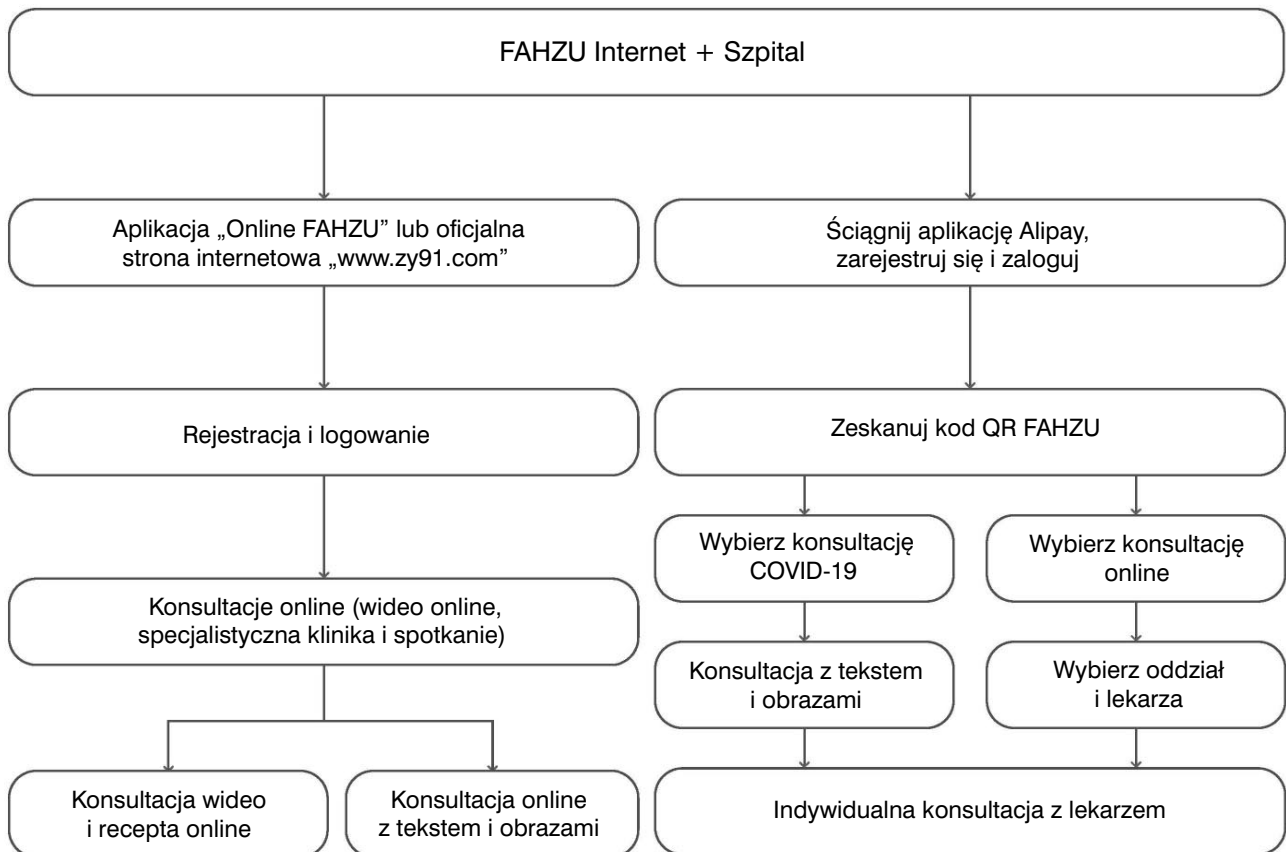 FAHZU Internet + Szpital
Aplikacja „Online FAHZU” lub oficjalna
strona internetowa „www.zy91.com”
Ściągnij aplikację Alipay,
zarejestruj się i zaloguj
Rejestracja i logowanie
Zeskanuj kod QR FAHZU
Wybierz konsultację
COVID-19
Wybierz konsultację
online
Konsultacje online (wideo online,
specjalistyczna klinika i spotkanie)
Konsultacja z tekstem
i obrazami
Wybierz oddział
i lekarza
Konsultacja wideo
i recepta online
Konsultacja online
z tekstem i obrazami
Indywidualna konsultacja z lekarzem